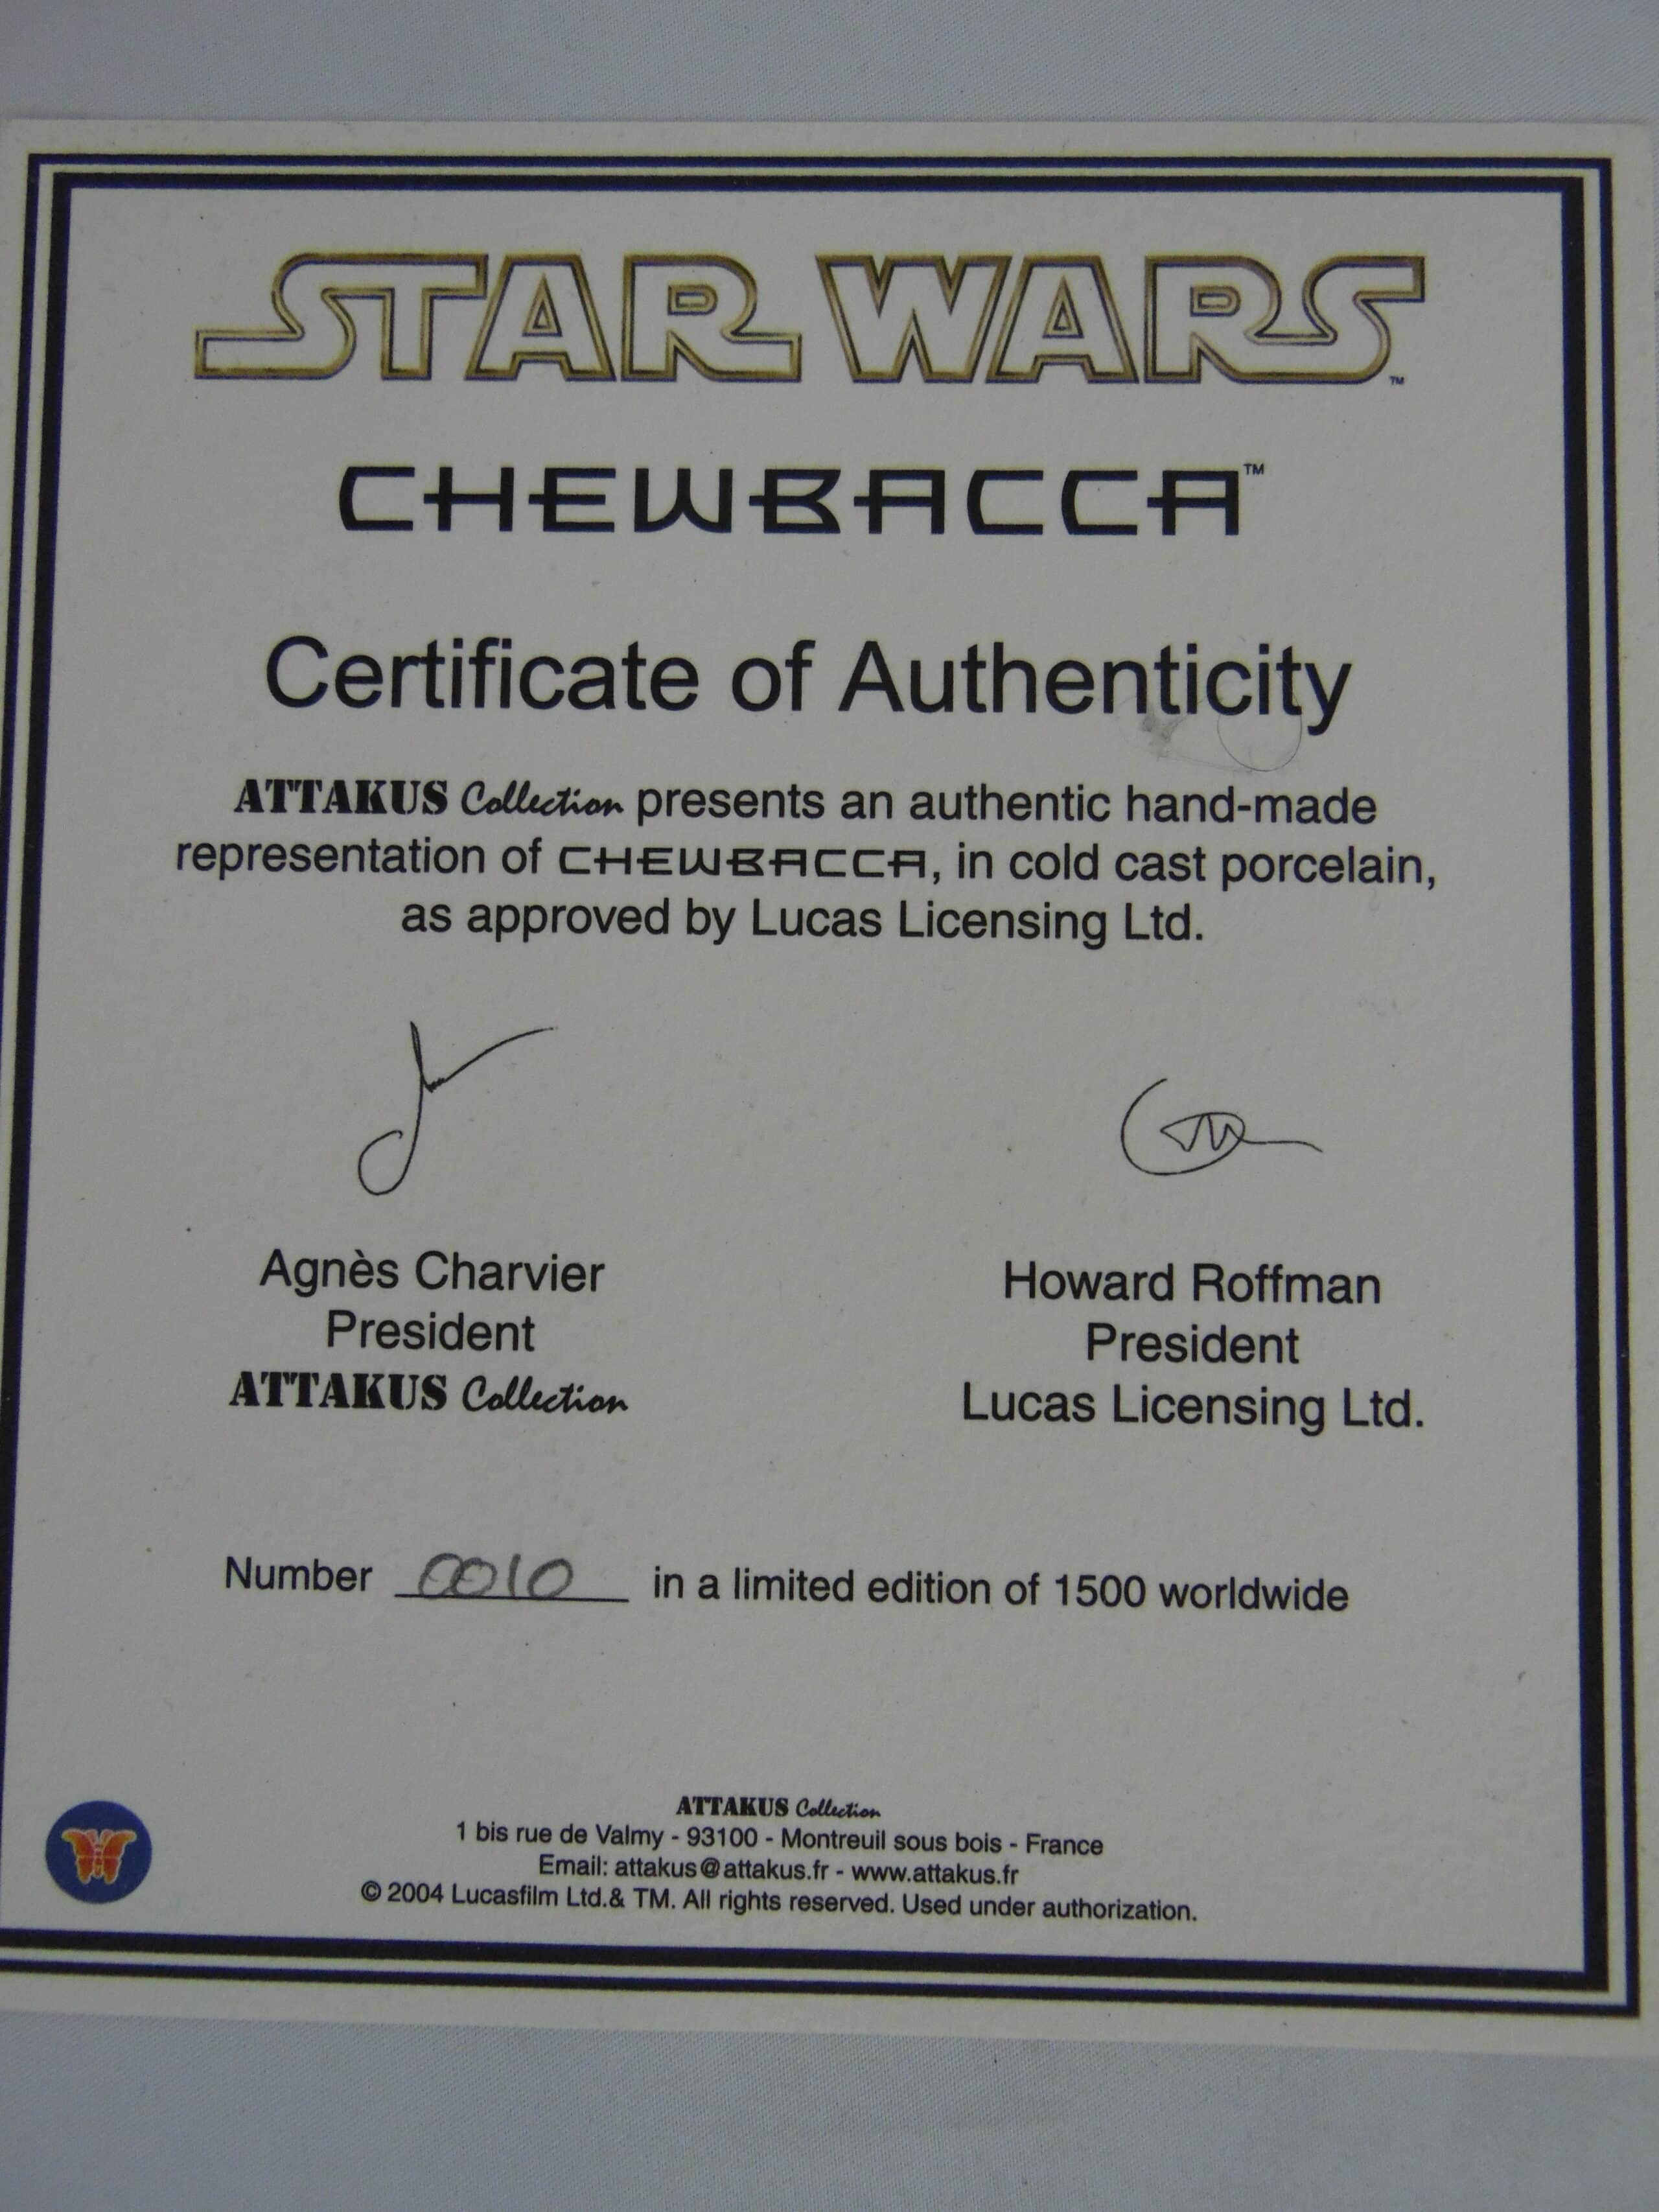 STAR WARS™
CHEWBACCA™
Certificate of Authenticity
ATTAKUS Collection presents an authentic hand-made
representation of CHEWBACCA, in cold cast porcelain,
as approved by Lucas Licensing Ltd.
Agnès Charvier
President
ATTAKUS Collection
Howard Roffman
President
Lucas Licensing Ltd.
Number 0010 in a limited edition of 1500 worldwide
ATTAKUS Collection
1 bis rue de Valmy - 93100 - Montreuil sous bois - France
Email: attakus@attakus.fr - www.attakus.fr
© 2004 Lucasfilm Ltd.& TM. All rights reserved. Used under authorization.